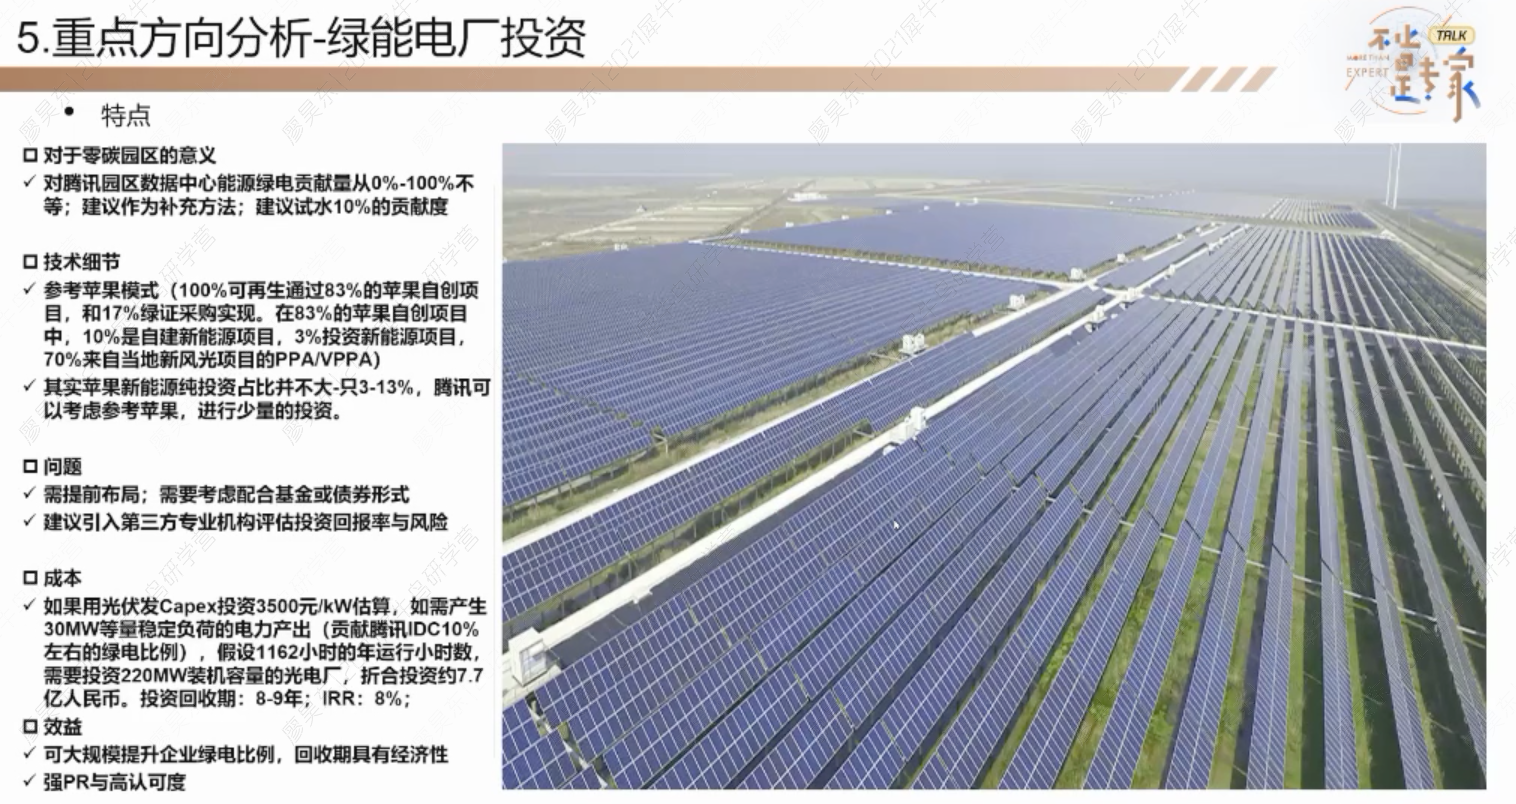 5.重点方向分析-绿能电厂投资
不止 TALK
MORE THAN
EXPERT 是专家
• 特点
对于零碳园区的意义
✓ 对腾讯园区数据中心能源绿电贡献量从0%-100%不
等；建议作为补充方法；建议试水10%的贡献度
技术细节
✓ 参考苹果模式（100%可再生通过83%的苹果自创项
目，和17%绿证采购实现。在83%的苹果自创项目
中，10%是自建新能源项目，3%投资新能源项目，
70%来自当地新风光项目的PPA/VPPA）
✓ 其实苹果新能源纯投资占比并不大-只3-13%，腾讯可
以考虑参考苹果，进行少量的投资。
问题
✓ 需提前布局；需要考虑配合基金或债券形式
✓ 建议引入第三方专业机构评估投资回报率与风险
成本
✓ 如果用光伏发Capex投资3500元/kW估算，如需产生
30MW等量稳定负荷的电力产出（贡献腾讯IDC10%
左右的绿电比例），假设1162小时的年运行小时数，
需要投资220MW装机容量的光电厂，折合投资约7.7
亿人民币。投资回收期：8-9年；IRR：8%；
效益
✓ 可大规模提升企业绿电比例，回收期具有经济性
✓ 强PR与高认可度